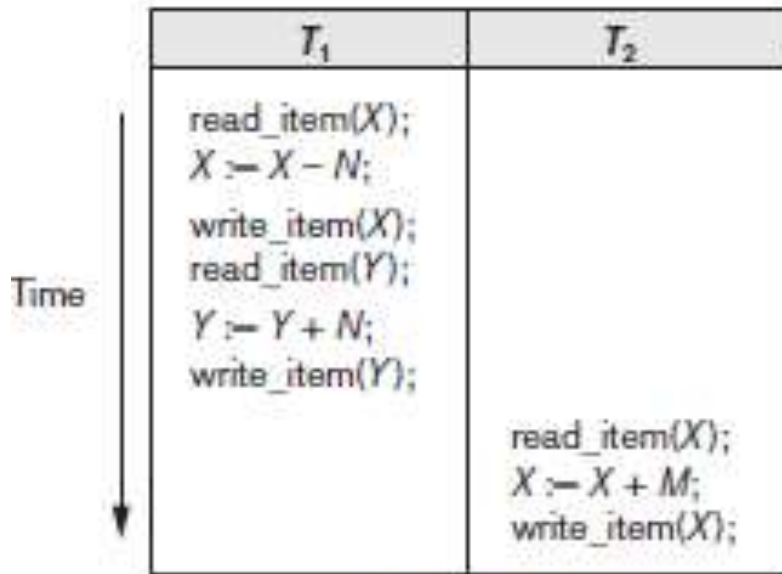 T₁ T₂
read_item(X);
X := X – N;
write_item(X);
read_item(Y);
Time
Y := Y + N;
write_item(Y);
read_item(X);
X := X + M;
write_item(X);